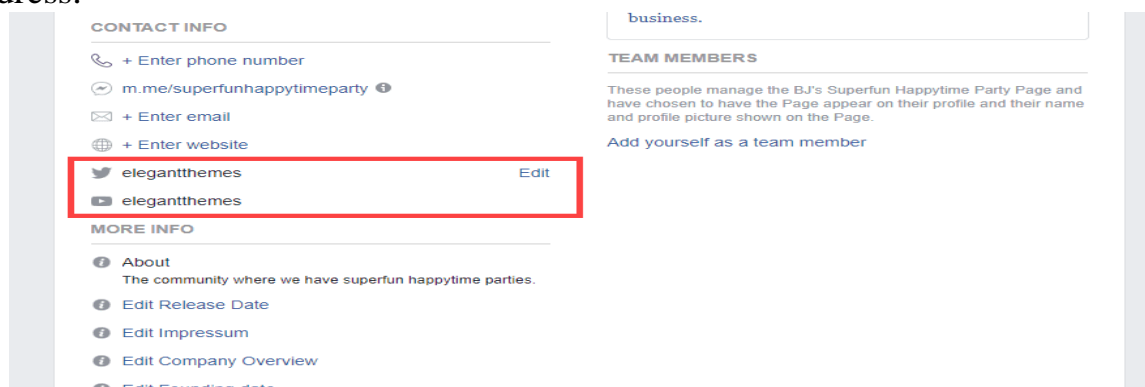 CONTACT INFO
+ Enter phone number
m.me/superfunhappytimeparty
+ Enter email
+ Enter website
elegantthemes Edit
elegantthemes
MORE INFO
About
The community where we have superfun happytime parties.
Edit Release Date
Edit Impressum
Edit Company Overview
business.
TEAM MEMBERS
These people manage the BJ's Superfun Happytime Party Page and
have chosen to have the Page appear on their profile and their name
and profile picture shown on the Page.
Add yourself as a team member